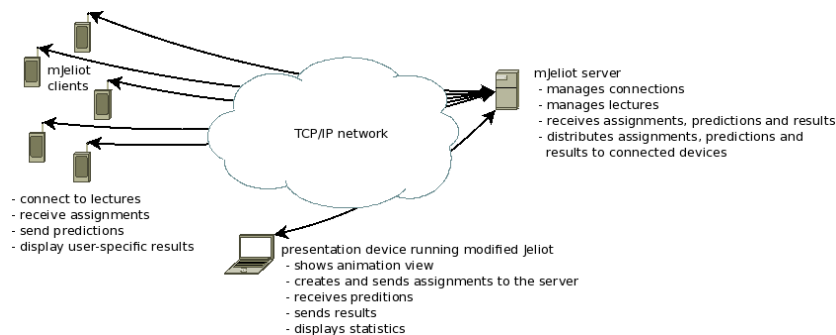 mJeliot
clients
TCP/IP network
mJeliot server
- manages connections
- manages lectures
- receives assignments, predictions and results
- distributes assignments, predictions and
results to connected devices
- connect to lectures
- receive assignments
- send predictions
- display user-specific results
presentation device running modified Jeliot
- shows animation view
- creates and sends assignments to the server
- receives preditions
- sends results
- displays statistics